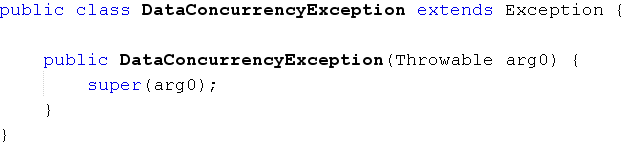 public class DataConcurrencyException extends Exception {
public DataConcurrencyException(Throwable arg0) {
super(arg0);
}
}